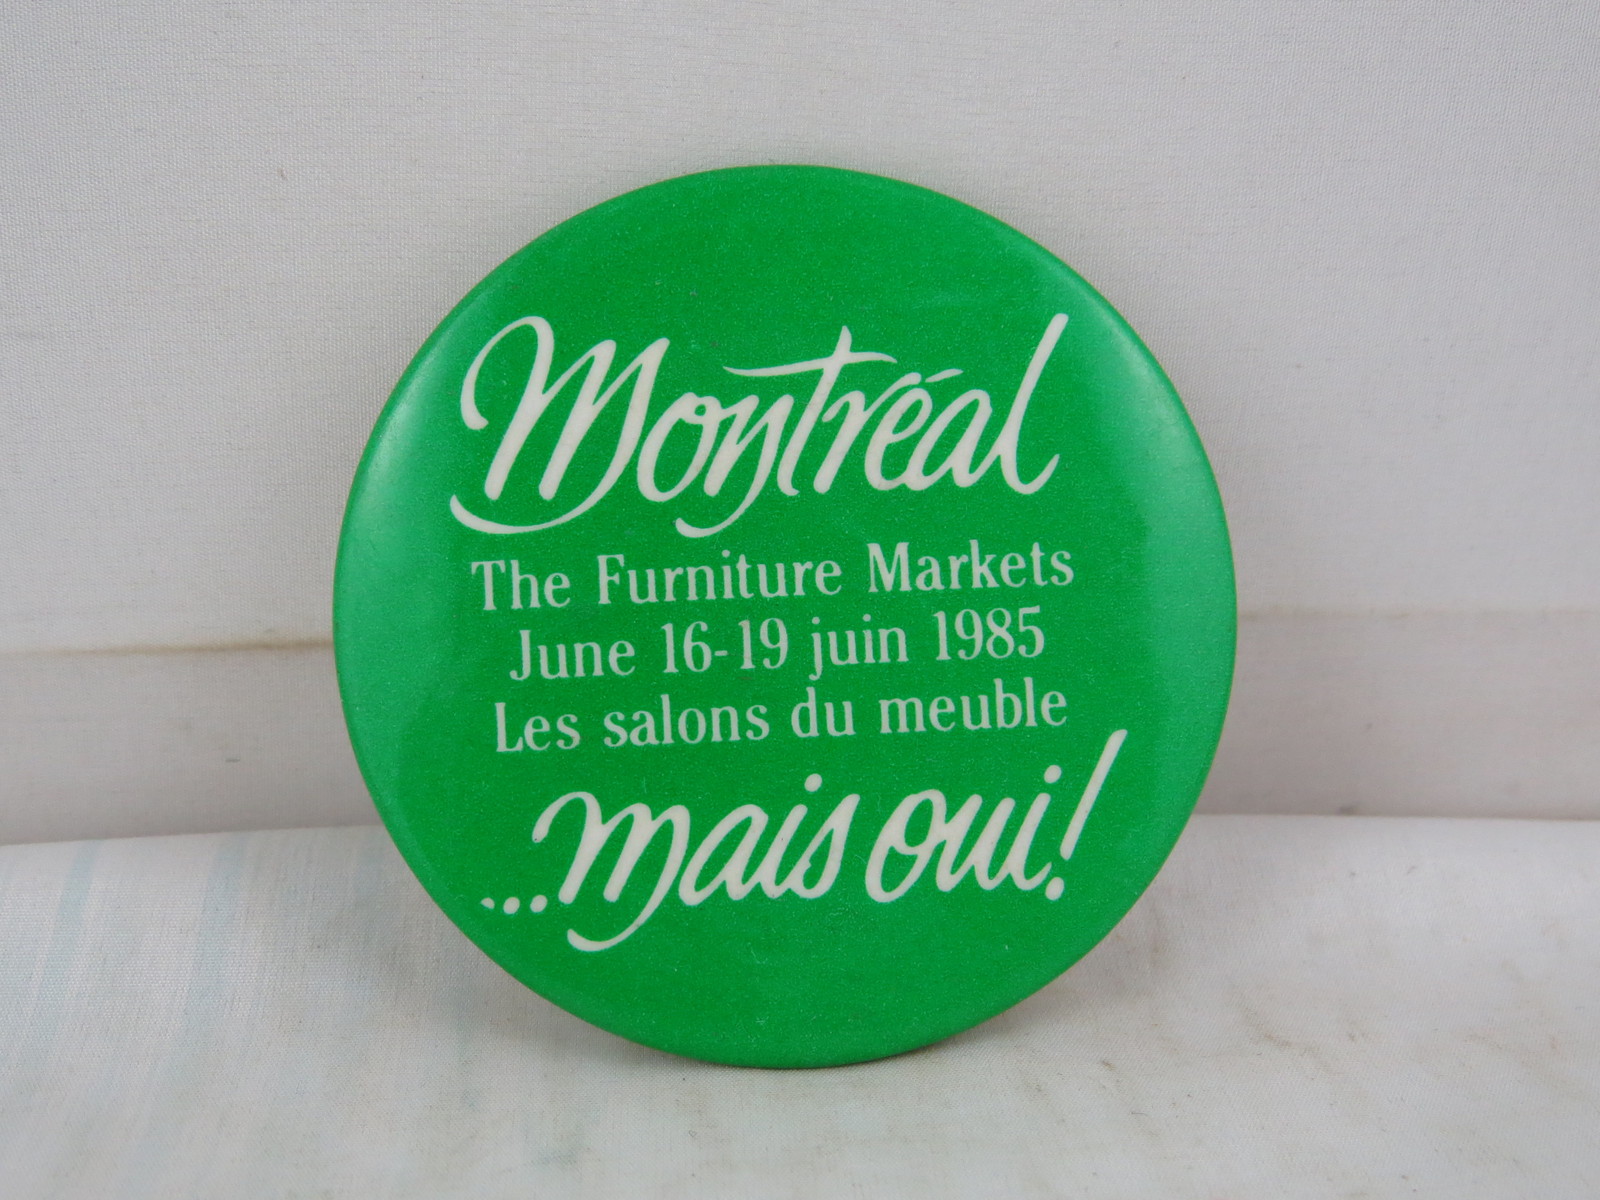 Montréal
The Furniture Markets
June 16-19 juin 1985
Les salons du meuble
...mais oui!